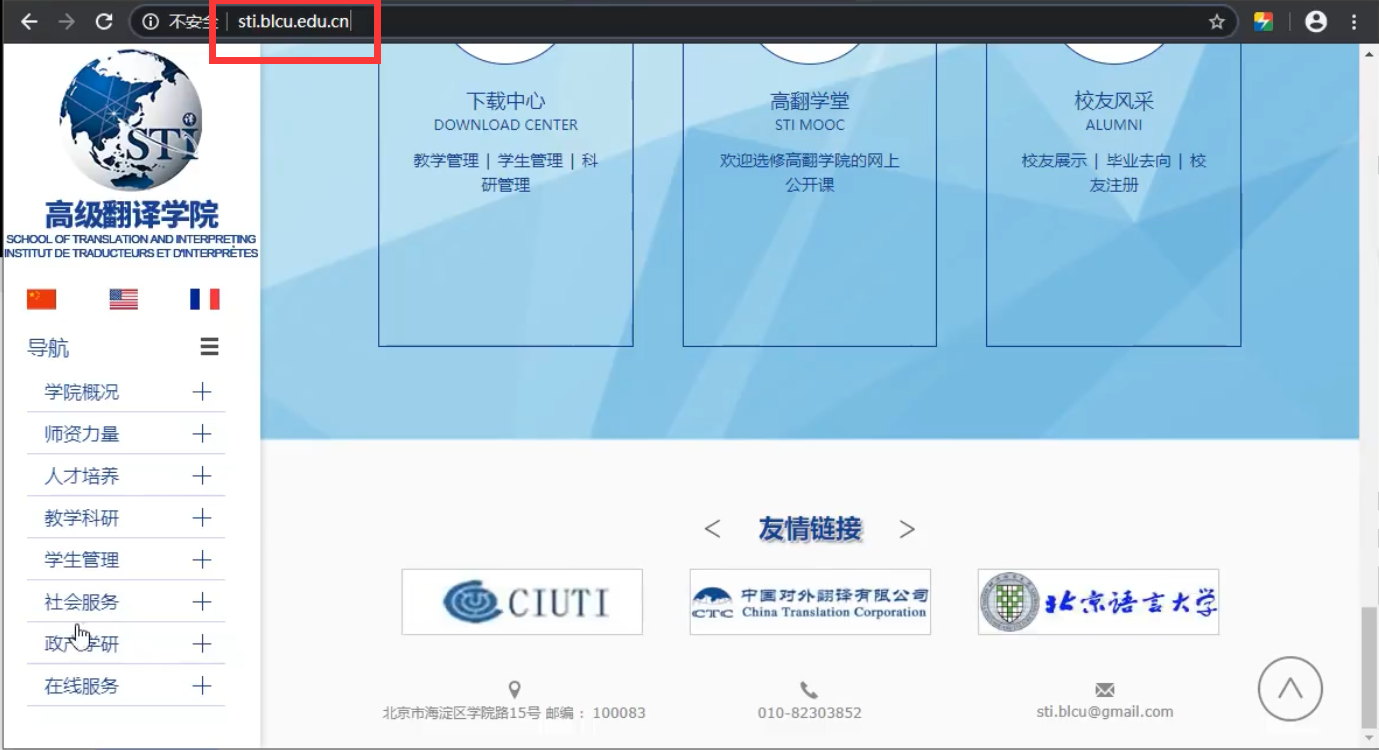 不安全
sti.blcu.edu.cn
STi
高级翻译学院
SCHOOL OF TRANSLATION AND INTERPRETING
INSTITUT DE TRADUCTEURS ET D'INTERPRÈTES
导航
学院概况
师资力量
人才培养
教学科研
学生管理
社会服务
政产学研
在线服务
下载中心
DOWNLOAD CENTER
教学管理 | 学生管理 | 科
研管理
高翻学堂
STI MOOC
欢迎选修高翻学院的网上
公开课
校友风采
ALUMNI
校友展示 | 毕业去向 | 校
友注册
< 友情链接 >
CIUTI
CTC
中国对外翻译有限公司
China Translation Corporation
北京语言大学
北京市海淀区学院路15号 邮编 : 100083
010-82303852
sti.blcu@gmail.com